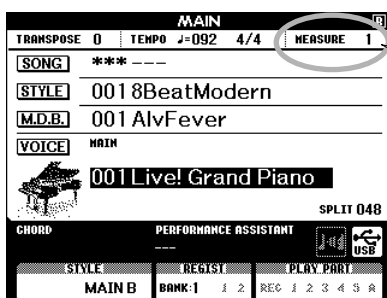 MAIN
TRANSPOSE 0 TEMPO ♩=092 4/4 MEASURE 1
SONG *** ---
STYLE 001 8BeatModern
M.D.B. 001 AlvFever
VOICE MAIN
001 Live! Grand Piano
SPLIT 048
CHORD PERFORMANCE ASSISTANT
---
USB
STYLE REGIST PLAY PART
MAIN B BANK:1 1 2 REC 1 2 3 4 5 A